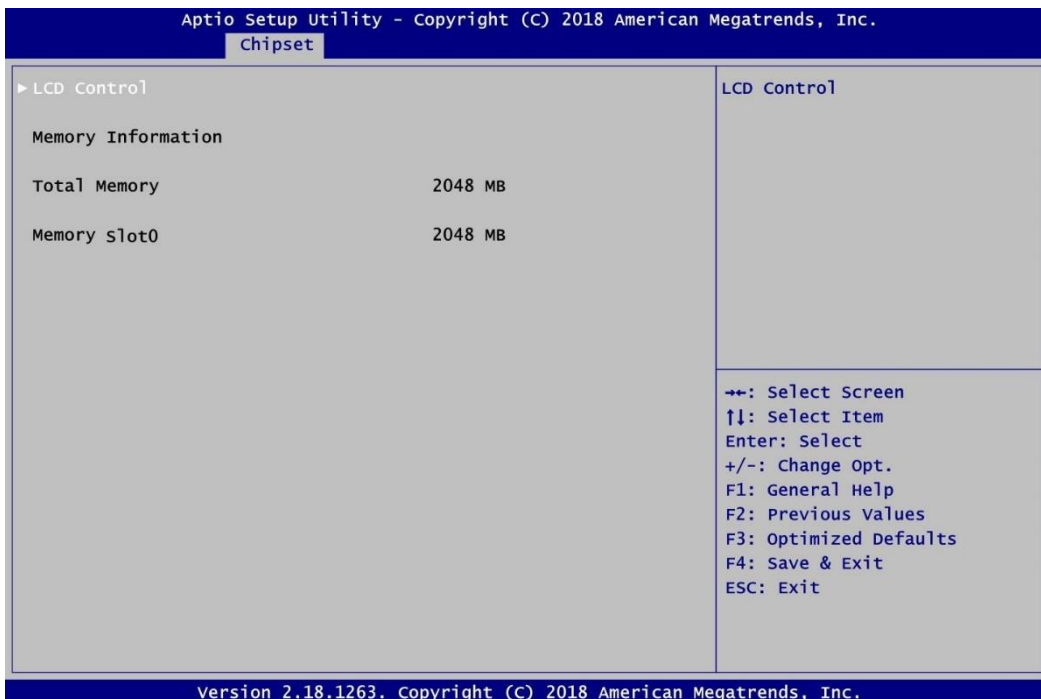 Aptio Setup Utility - Copyright (C) 2018 American Megatrends, Inc.
Chipset
▶ LCD Control
Memory Information
Total Memory 2048 MB
Memory Slot0 2048 MB
LCD Control
→←: Select Screen
↑↓: Select Item
Enter: Select
+/-: Change Opt.
F1: General Help
F2: Previous Values
F3: Optimized Defaults
F4: Save & Exit
ESC: Exit
Version 2.18.1263. Copyright (C) 2018 American Megatrends, Inc.